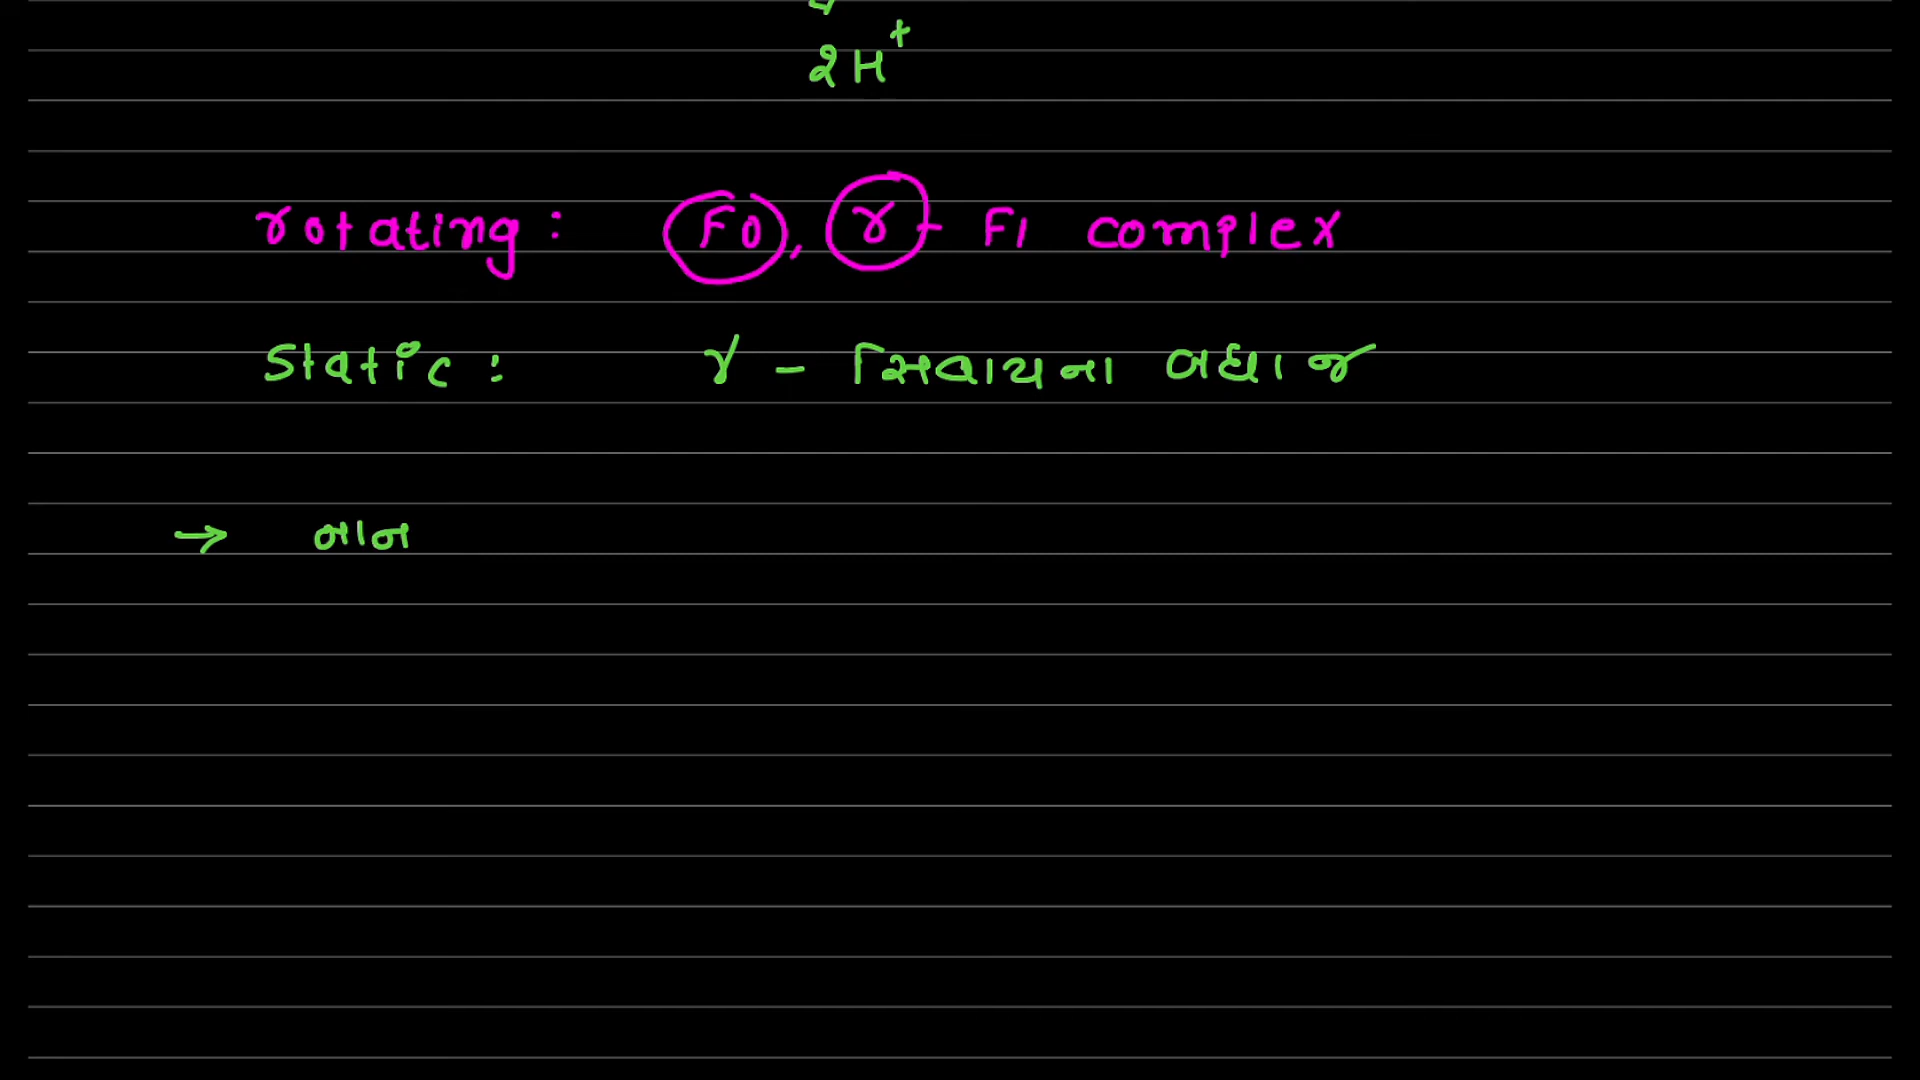 2H⁺
rotating: F0, γ - F1 complex
Static: γ - સિવાયના બધા જ
→